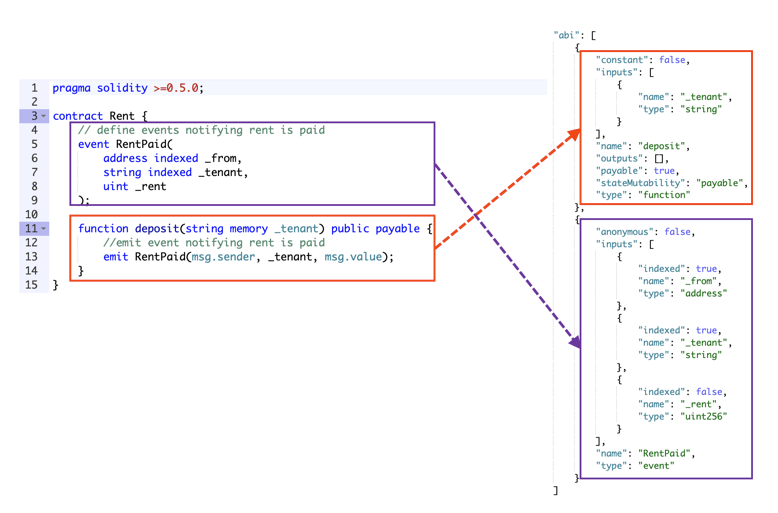 1 pragma solidity >=0.5.0;
2
3 contract Rent {
4 // define events notifying rent is paid
5 event RentPaid(
6 address indexed _from,
7 string indexed _tenant,
8 uint _rent
9 );
10
11 function deposit(string memory _tenant) public payable {
12 //emit event notifying rent is paid
13 emit RentPaid(msg.sender, _tenant, msg.value);
14 }
15 }
"abi": [
{
"constant": false,
"inputs": [
{
"name": "_tenant",
"type": "string"
}
],
"name": "deposit",
"outputs": [],
"payable": true,
"stateMutability": "payable",
"type": "function"
},
{
"anonymous": false,
"inputs": [
{
"indexed": true,
"name": "_from",
"type": "address"
},
{
"indexed": true,
"name": "_tenant",
"type": "string"
},
{
"indexed": false,
"name": "_rent",
"type": "uint256"
}
],
"name": "RentPaid",
"type": "event"
}
]